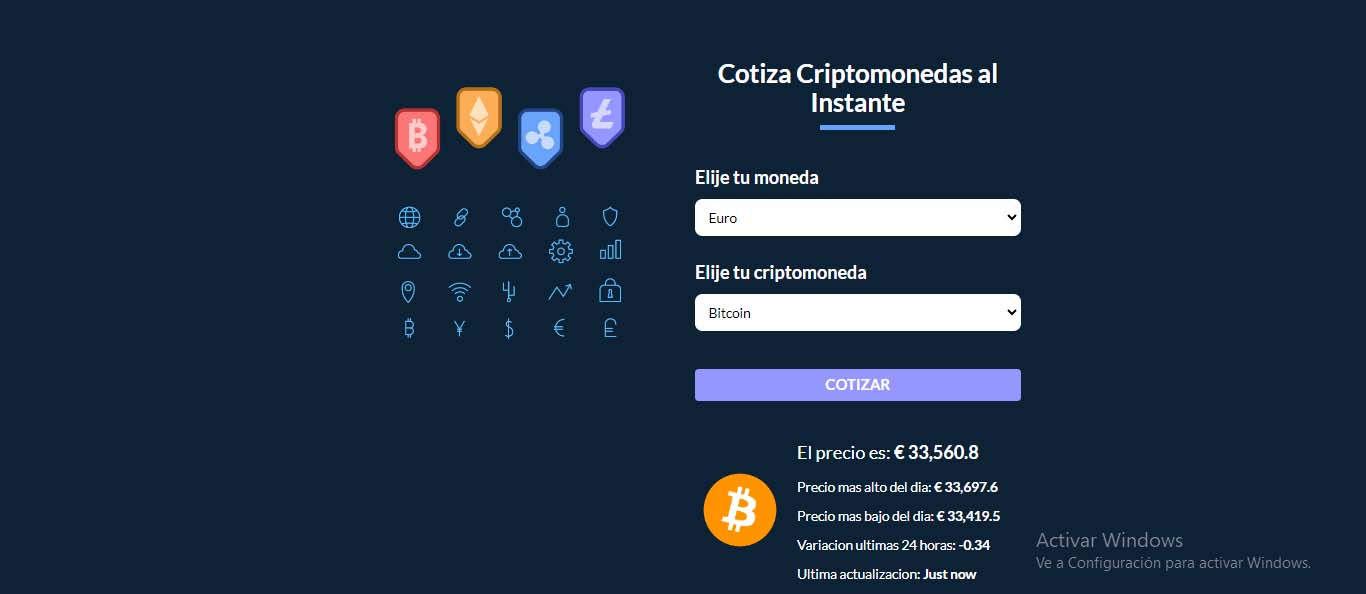 Cotiza Criptomonedas al
Instante
Elije tu moneda
Euro
Elije tu criptomoneda
Bitcoin
COTIZAR
El precio es: € 33,560.8
Precio mas alto del dia: € 33,697.6
Precio mas bajo del dia: € 33,419.5
Variacion ultimas 24 horas: -0.34
Ultima actualizacion: Just now
Activar Windows
Ve a Configuración para activar Windows.